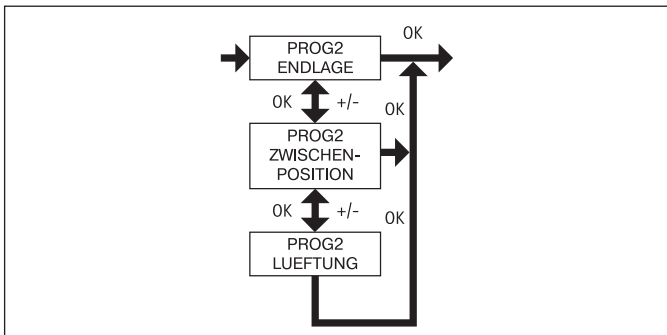 OK
PROG2
ENDLAGE
OK +/-
OK
PROG2
ZWISCHEN-
POSITION
OK +/-
OK
PROG2
LUEFTUNG